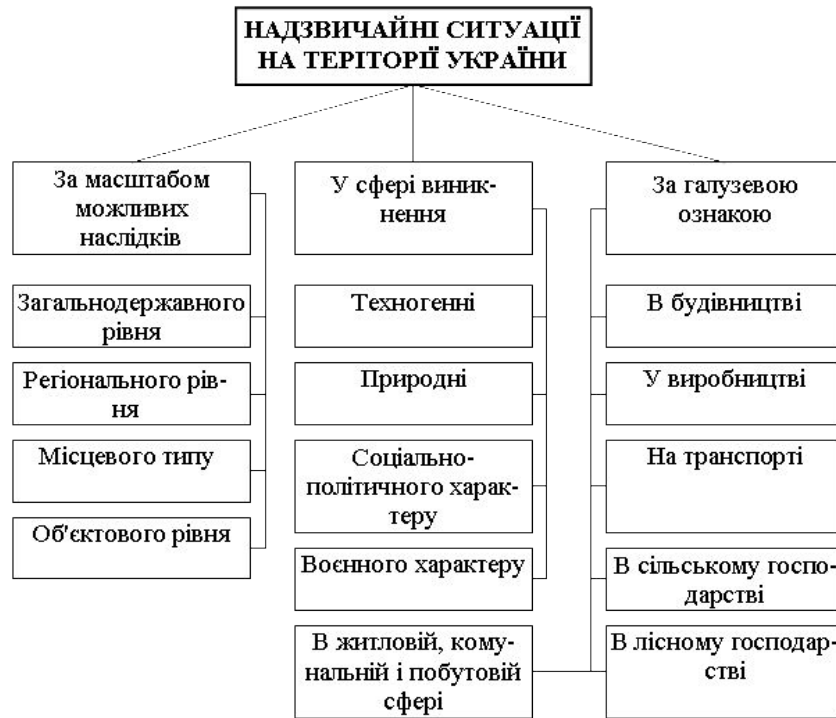 НАДЗВИЧАЙНІ СИТУАЦІЇ
НА ТЕРІТОРІЇ УКРАЇНИ
За масштабом
можливих
наслідків
Загальнодержавного
рівня
Регіонального рів-
ня
Місцевого типу
Об'єктового рівня
У сфері виник-
нення
Техногенні
Природні
Соціально-
політичного харак-
теру
Воєнного характеру
За галузевою
ознакою
В будівництві
У виробництві
На транспорті
В сільському госпо-
дарстві
В лісному господар-
стві
В житловій, кому-
нальній і побутовій
сфері